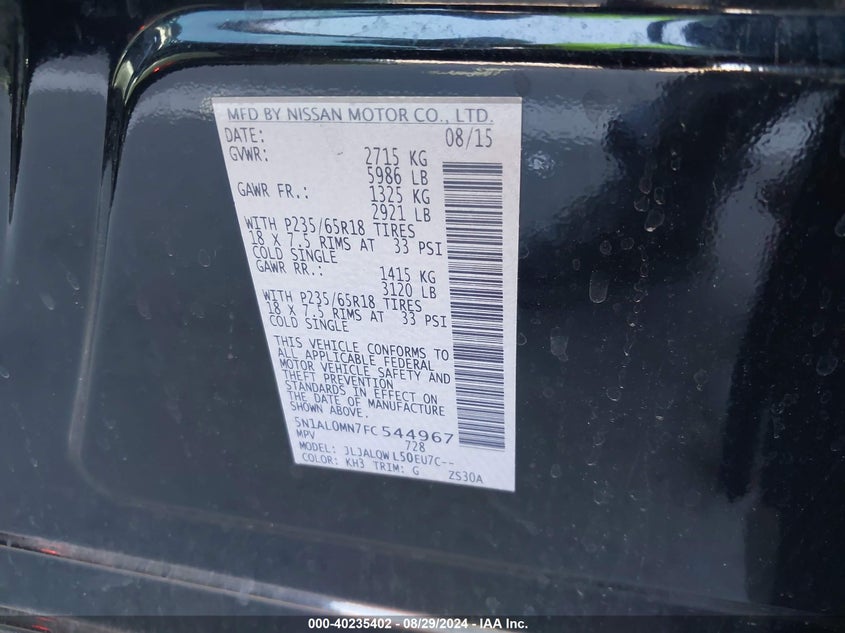 MFD BY NISSAN MOTOR CO., LTD.
DATE: 08/15
GVWR: 2715 KG
5986 LB
GAWR FR.: 1325 KG
2921 LB
WITH P235/65R18 TIRES
18 X 7.5 RIMS AT 33 PSI
COLD SINGLE
GAWR RR.: 1415 KG
3120 LB
WITH P235/65R18 TIRES
18 X 7.5 RIMS AT 33 PSI
COLD SINGLE
THIS VEHICLE CONFORMS TO
ALL APPLICABLE FEDERAL
MOTOR VEHICLE SAFETY AND
THEFT PREVENTION
STANDARDS IN EFFECT ON
THE DATE OF MANUFACTURE
SHOWN ABOVE.
5N1AL0MN7FC544967
MPV 728
MODEL: JLJALQWL50EU7C--
COLOR: KH3 TRIM: G ZS30A
000-40235402 - 08/29/2024 - IAA Inc.